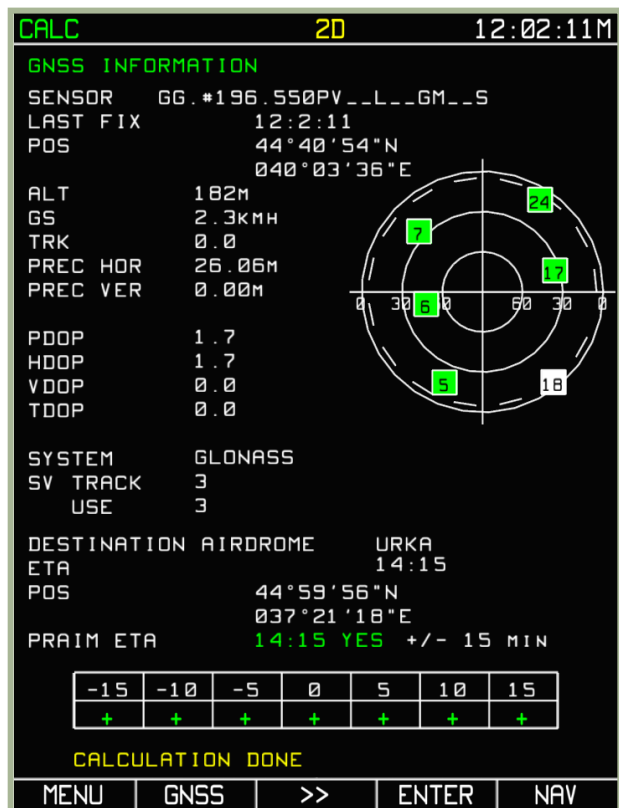 CALC 2D 12:02:11M
GNSS INFORMATION
SENSOR GG.#196.550PV__L__GM__S
LAST FIX 12:2:11
POS 44°40'54"N
040°03'36"E
ALT 182M
GS 2.3KMH
TRK 0.0
PREC HOR 26.06M
PREC VER 0.00M
24
7
17
0 30 6 0 60 30 0
5 18
PDOP 1.7
HDOP 1.7
VDOP 0.0
TDOP 0.0
SYSTEM GLONASS
SV TRACK 3
USE 3
DESTINATION AIRDROME URKA
ETA 14:15
POS 44°59'56"N
037°21'18"E
PRAIM ETA 14:15 YES +/- 15 MIN
-15 -10 -5 0 5 10 15
+ + + + + + +
CALCULATION DONE
MENU GNSS >> ENTER NAV